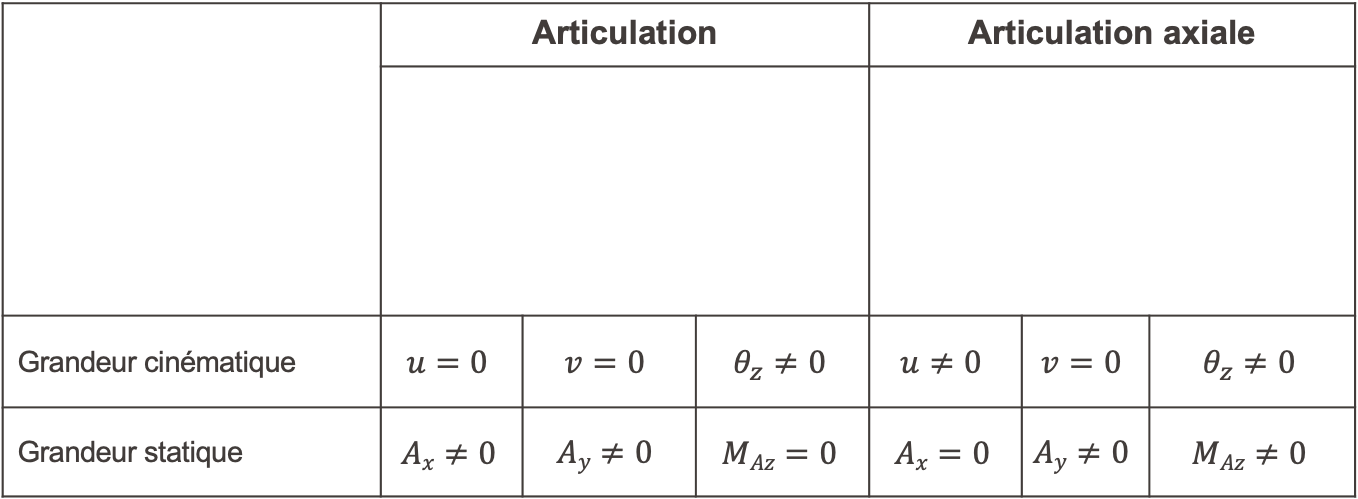 Articulation Articulation axiale
Grandeur cinématique u = 0 v = 0 θz ≠ 0 u ≠ 0 v = 0 θz ≠ 0
Grandeur statique Ax ≠ 0 Ay ≠ 0 MAz = 0 Ax = 0 Ay ≠ 0 MAz ≠ 0